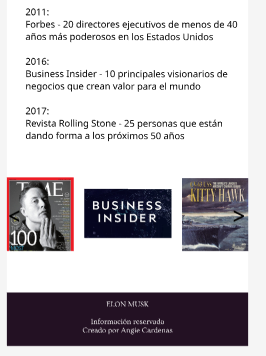 2011:
Forbes - 20 directores ejecutivos de menos de 40
años más poderosos en los Estados Unidos
2016:
Business Insider - 10 principales visionarios de
negocios que crean valor para el mundo
2017:
Revista Rolling Stone - 25 personas que están
dando forma a los próximos 50 años
TIME
100
BUSINESS
INSIDER
KITTY HAWK
ELON MUSK
Información reservada
Creado por Angie Cardenas